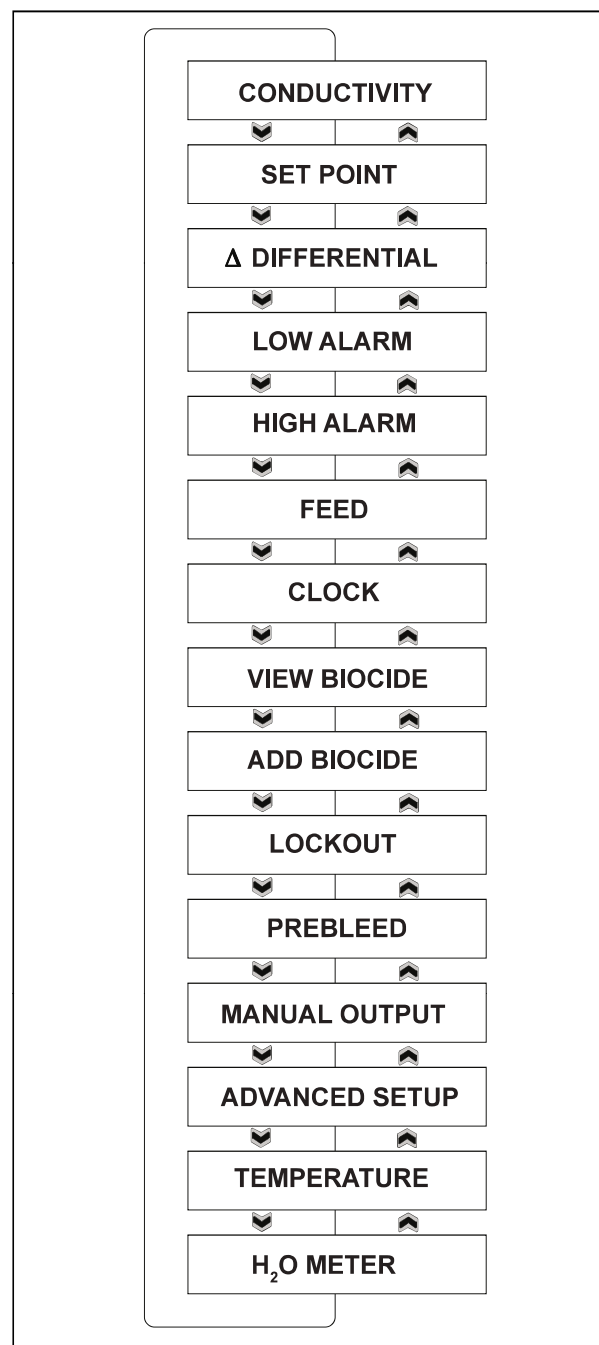 CONDUCTIVITY
SET POINT
Δ DIFFERENTIAL
LOW ALARM
HIGH ALARM
FEED
CLOCK
VIEW BIOCIDE
ADD BIOCIDE
LOCKOUT
PREBLEED
MANUAL OUTPUT
ADVANCED SETUP
TEMPERATURE
H₂O METER